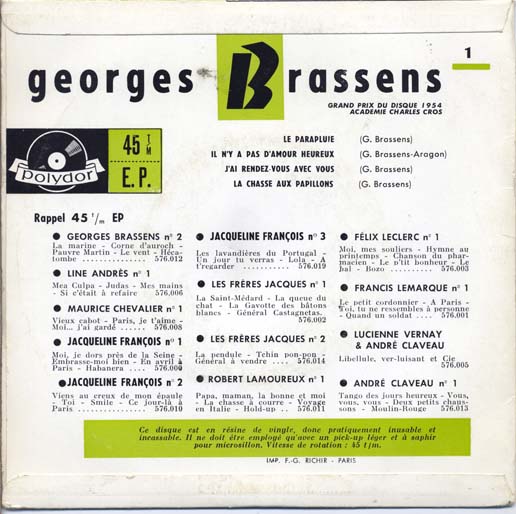 georges Brassens
1
GRAND PRIX DU DISQUE 1954
ACADEMIE CHARLES CROS
polydor
45 T/M
E.P.
LE PARAPLUIE (G. Brassens)
IL N'Y A PAS D'AMOUR HEUREUX (G. Brassens-Aragon)
J'AI RENDEZ-VOUS AVEC VOUS (G. Brassens)
LA CHASSE AUX PAPILLONS (G. Brassens)
Rappel 45 t/m EP
● GEORGES BRASSENS n° 2
La marine - Corne d'auroch -
Pauvre Martin - Le vent - Héca-
tombe ............ 576.012
● LINE ANDRÈS n° 1
Mea Culpa - Judas - Mes mains
- Si c'était à refaire 576,006
● MAURICE CHEVALIER n° 1
Vieux cabot - Paris, je t'aime -
Moi... j'ai gardé ..... 576.008
● JACQUELINE FRANÇOIS n° 1
Moi, je dors près de la Seine -
Embrasse-moi bien - En avril à
Paris - Habanera .... 576.000
● JACQUELINE FRANÇOIS n° 2
Viens au creux de mon épaule
- Toi - Smile - Ce jour-là à
Paris ............ 576.010
● JACQUELINE FRANÇOIS n° 3
Les lavandières du Portugal -
Un jour tu verras - Lola - A
t'regarder ........ 576.019
● LES FRÈRES JACQUES n° 1
La Saint-Médard - La queue du
chat - La Gavotte des bâtons
blancs - Général Castagnetas.
576.002
● LES FRÈRES JACQUES n° 2
La pendule - Tchin pon-pon -
Général à vendre .... 576.014
● ROBERT LAMOUREUX n° 1
Papa, maman, la bonne et moi
- La chasse à courre - Voyage
en Italie - Hold-up .. 576.011
● FÉLIX LECLERC n° 1
Moi, mes souliers - Hymne au
printemps - Chanson du phar-
macien - Le p'tit bonheur - Le
Jal - Bozo ......... 576.003
● FRANCIS LEMARQUE n° 1
Le petit cordonnier - A Paris -
Toi, tu ne ressembles à personne
- Quand un soldat .... 576.001
● LUCIENNE VERNAY
& ANDRÉ CLAVEAU
Libellule, ver-luisant et Cie
576.005
● ANDRÉ CLAVEAU n° 1
Tango des jours heureux - Vous,
vous, vous - Deux petits chaus-
sons - Moulin-Rouge 576.013
Ce disque est en résine de vinyle, donc pratiquement inusable et
incassable. Il ne doit être employé qu'avec un pick-up léger et à saphir
pour microsillon. Vitesse de rotation : 45 t/m.
IMP. F.-G. RICHIR - PARIS